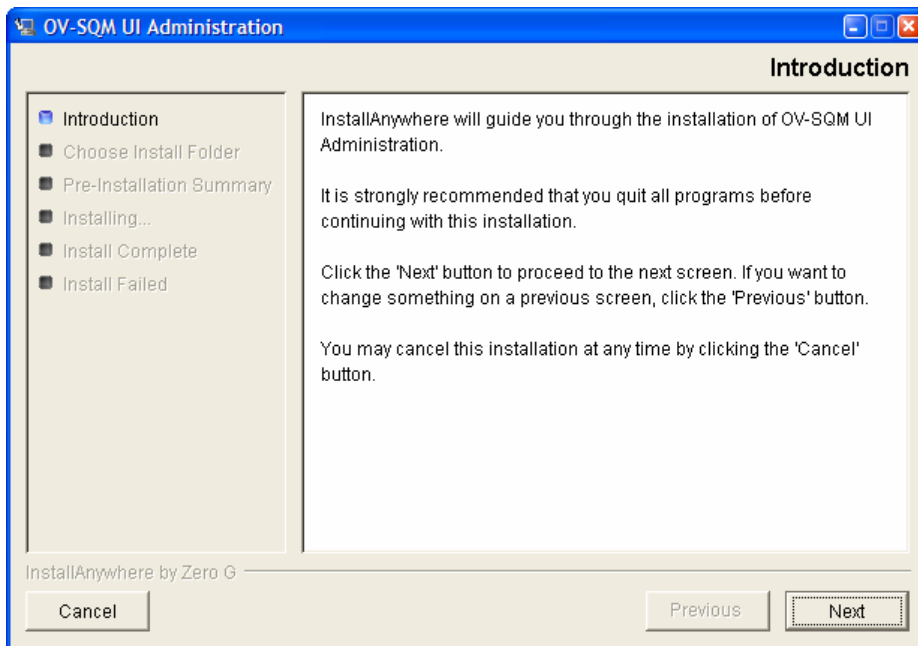 OV-SQM UI Administration
Introduction
Introduction
Choose Install Folder
Pre-Installation Summary
Installing...
Install Complete
Install Failed
InstallAnywhere will guide you through the installation of OV-SQM UI
Administration.
It is strongly recommended that you quit all programs before
continuing with this installation.
Click the 'Next' button to proceed to the next screen. If you want to
change something on a previous screen, click the 'Previous' button.
You may cancel this installation at any time by clicking the 'Cancel'
button.
InstallAnywhere by Zero G
Cancel
Previous
Next